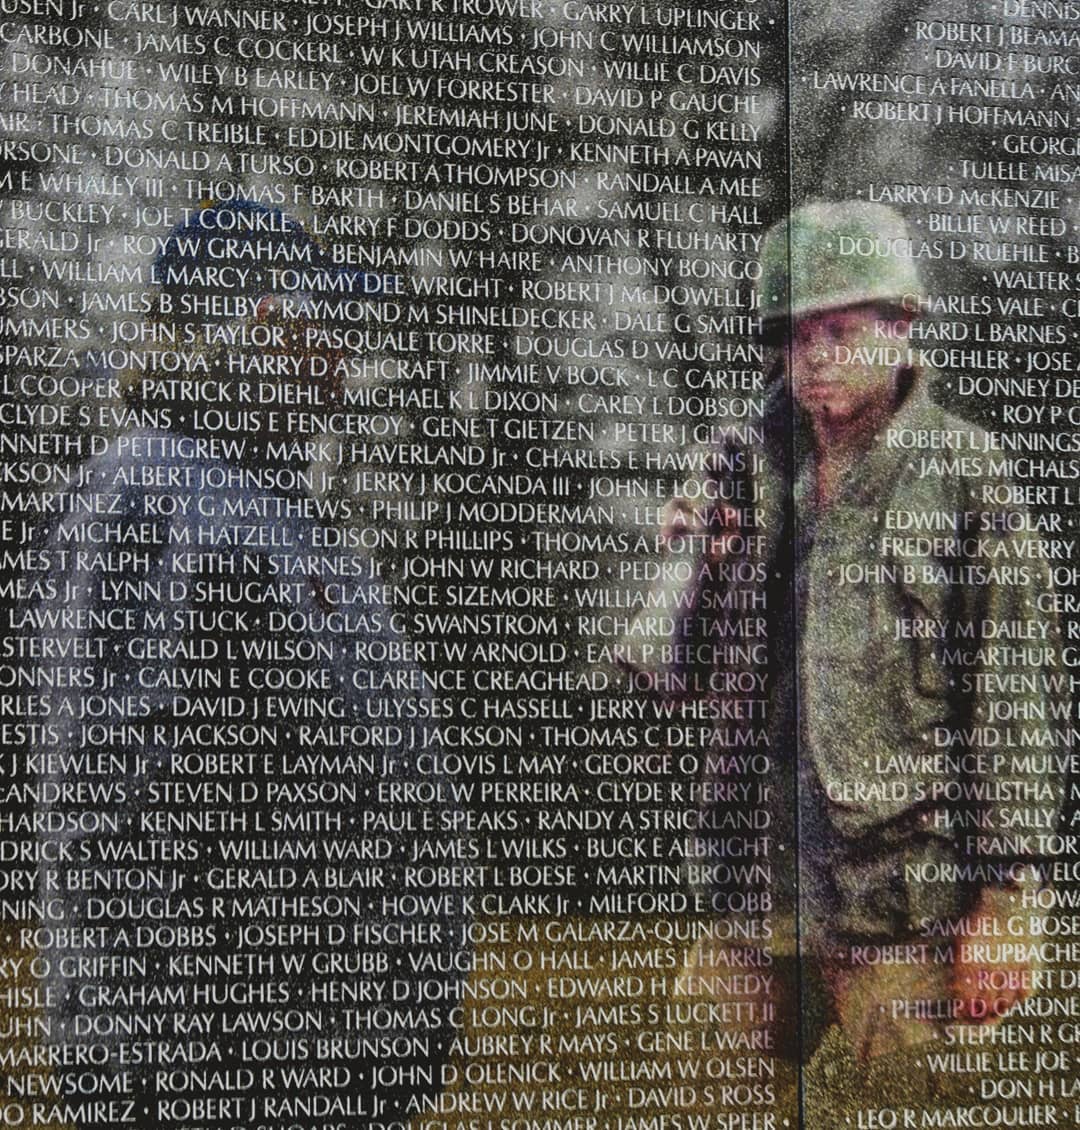 USEN Jr · CARL J WANNER · JOSEPH J WILLIAMS · JOHN C WILLIAMSON
CARBONE · JAMES C COCKERL · W K UTAH CREASON · WILLIE C DAVIS
DONAHUE · WILEY B EARLEY · JOEL W FORRESTER · DAVID P GAUCHE
HEAD · THOMAS M HOFFMANN · JEREMIAH JUNE · DONALD G KELLY
AIR · THOMAS C TREIBLE · EDDIE MONTGOMERY Jr · KENNETH A PAVAN
ORSONE · DONALD A TURSO · ROBERT A THOMPSON · RANDALL A MEE
M E WHALEY III · THOMAS F BARTH · DANIEL S BEHAR · SAMUEL C HALL
BUCKLEY · JOE L CONKLE · LARRY F DODDS · DONOVAN R FLUHARTY
GERALD Jr · ROY W GRAHAM · BENJAMIN W HAIRE · ANTHONY BONGO
LL · WILLIAM L MARCY · TOMMY DEE WRIGHT · ROBERT J McDOWELL Jr ·
BSON · JAMES B SHELBY · RAYMOND M SHINELDECKER · DALE G SMITH
UMMERS · JOHN S TAYLOR · PASQUALE TORRE · DOUGLAS D VAUGHAN
SPARZA MONTOYA · HARRY D ASHCRAFT · JIMMIE V BOCK · L C CARTER
L COOPER · PATRICK R DIEHL · MICHAEL K L DIXON · CAREY L DOBSON
CLYDE S EVANS · LOUIS E FENCEROY · GENE T GIETZEN · PETER J GLYNN
NNETH D PETTIGREW · MARK J HAVERLAND Jr · CHARLES E HAWKINS Jr
CKSON Jr · ALBERT JOHNSON Jr · JERRY J KOCANDA III · JOHN E LOGUE Jr
MARTINEZ · ROY G MATTHEWS · PHILIP J MODDERMAN · LEE A NAPIER
E Jr · MICHAEL M HATZELL · EDISON R PHILLIPS · THOMAS A POTTHOFF
AMES T RALPH · KEITH N STARNES Jr · JOHN W RICHARD · PEDRO A RIOS ·
MEAS Jr · LYNN D SHUGART · CLARENCE SIZEMORE · WILLIAM W SMITH
LAWRENCE M STUCK · DOUGLAS G SWANSTROM · RICHARD E TAMER
STERVELT · GERALD L WILSON · ROBERT W ARNOLD · EARL P BEECHING
ONNERS Jr · CALVIN E COOKE · CLARENCE CREAGHEAD · JOHN L CROY
RLES A JONES · DAVID J EWING · ULYSSES C HASSELL · JERRY W HESKETT
ESTIS · JOHN R JACKSON · RALFORD J JACKSON · THOMAS C DE PALMA
J KIEWLEN Jr · ROBERT E LAYMAN Jr · CLOVIS L MAY · GEORGE O MAYO
CANDREWS · STEVEN D PAXSON · ERROL W PERREIRA · CLYDE R PERRY Jr
HARDSON · KENNETH L SMITH · PAUL E SPEAKS · RANDY A STRICKLAND
DRICK S WALTERS · WILLIAM WARD · JAMES L WILKS · BUCK E ALBRIGHT ·
ORY R BENTON Jr · GERALD A BLAIR · ROBERT L BOESE · MARTIN BROWN
NING · DOUGLAS R MATHESON · HOWE K CLARK Jr · MILFORD E COBB
· ROBERT A DOBBS · JOSEPH D FISCHER · JOSE M GALARZA-QUINONES
RY O GRIFFIN · KENNETH W GRUBB · VAUGHN O HALL · JAMES L HARRIS
HISLE · GRAHAM HUGHES · HENRY D JOHNSON · EDWARD H KENNEDY
UHN · DONNY RAY LAWSON · THOMAS C LONG Jr · JAMES S LUCKETT II
MARRERO-ESTRADA · LOUIS BRUNSON · AUBREY R MAYS · GENE L WARE
NEWSOME · RONALD R WARD · JOHN D OLENICK · WILLIAM W OLSEN
DO RAMIREZ · ROBERT J RANDALL Jr · ANDREW W RICE Jr · DAVID S ROSS
DOUGLAS J SOMMER · JAMES W SPEER ·
· DENNIS
· ROBERT J BEAMA
· DAVID E BURC
· LAWRENCE A FANELLA · AN
· ROBERT J HOFFMANN
· GEORGE
· TULELE MISA
· LARRY D McKENZIE
· BILLIE W REED ·
· DOUGLAS D RUEHLE · B
WALTER S
CHARLES VALE · C
· RICHARD L BARNES ·
· DAVID J KOEHLER · JOSE
· DONNEY DE
· ROY P C
· ROBERT L JENNINGS
· JAMES MICHALS
· ROBERT L
· EDWIN F SHOLAR ·
· FREDERICK A VERRY
· JOHN B BALITSARIS · JOH
· GERA
· JERRY M DAILEY · R
· McARTHUR GA
· STEVEN W H
· JOHN W
· DAVID L MANN
· LAWRENCE P MULVE
GERALD S POWLISTHA · M
· HANK SALLY · A
· FRANK TOR
NORMAN G WELC
· HOWA
SAMUEL G BOSE
· ROBERT M BRUPBACHE
· ROBERT DE
· PHILLIP D GARDNE
· STEPHEN R GE
· WILLIE LEE JOE
· DON H LA
· LEO R MARCOULIER ·